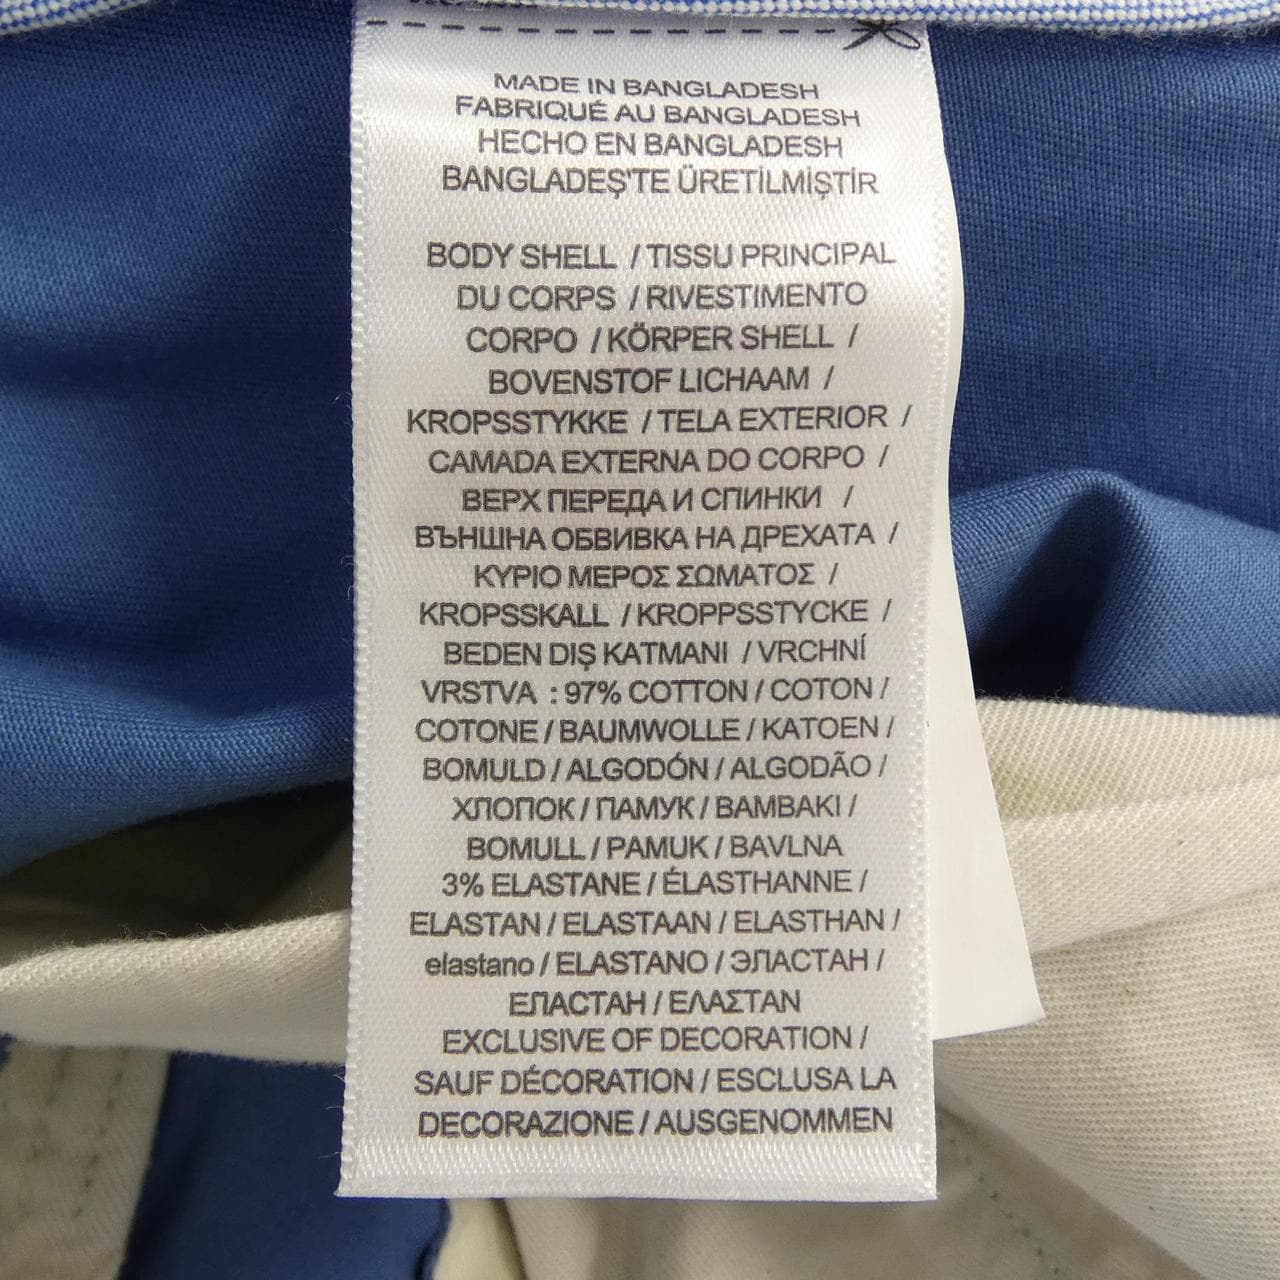 MADE IN BANGLADESH
FABRIQUÉ AU BANGLADESH
HECHO EN BANGLADESH
BANGLADEŞ'TE ÜRETİLMİŞTİR
BODY SHELL / TISSU PRINCIPAL
DU CORPS / RIVESTIMENTO
CORPO / KÖRPER SHELL /
BOVENSTOF LICHAAM /
KROPSSTYKKE / TELA EXTERIOR /
CAMADA EXTERNA DO CORPO /
ВЕРХ ПЕРЕДА И СПИНКИ /
ВЪНШНА ОБВИВКА НА ДРЕХАТА /
ΚΥΡΙΟ ΜΕΡΟΣ ΣΩΜΑΤΟΣ /
KROPSSKALL / KROPPSSTYCKE /
BEDEN DIŞ KATMANI / VRCHNÍ
VRSTVA : 97% COTTON / COTON /
COTONE / BAUMWOLLE / KATOEN /
BOMULD / ALGODÓN / ALGODÃO /
ХЛОПОК / ПАМУК / ΒΑΜΒΑΚΙ /
BOMULL / PAMUK / BAVLNA
3% ELASTANE / ÉLASTHANNE /
ELASTAN / ELASTAAN / ELASTHAN /
elastano / ELASTANO / ЭЛАСТАН /
ЕЛАСТАН / ΕΛΑΣΤΑΝ
EXCLUSIVE OF DECORATION /
SAUF DÉCORATION / ESCLUSA LA
DECORAZIONE / AUSGENOMMEN